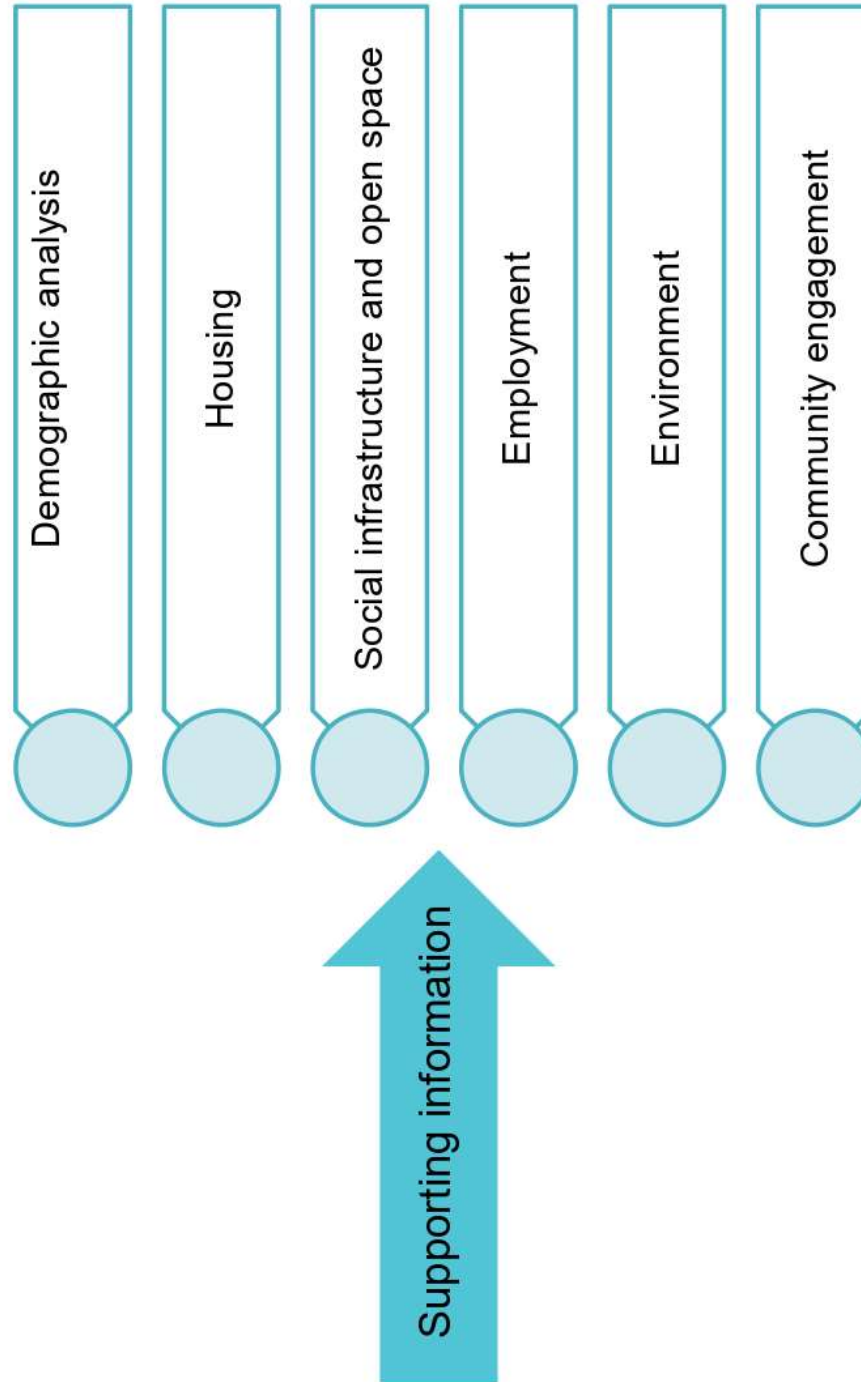 Supporting information
Demographic analysis
Housing
Social infrastructure and open space
Employment
Environment
Community engagement